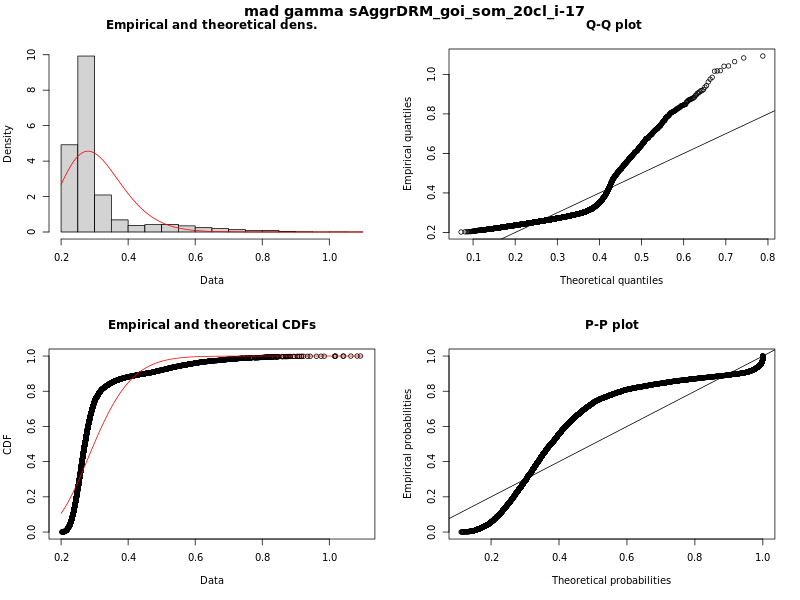 mad gamma sAggrDRM_goi_som_20cl_i-17
Empirical and theoretical dens.
Density
0 2 4 6 8 10
0.2 0.4 0.6 0.8 1.0
Data
Q-Q plot
Empirical quantiles
0.2 0.4 0.6 0.8 1.0
0.1 0.2 0.3 0.4 0.5 0.6 0.7 0.8
Theoretical quantiles
Empirical and theoretical CDFs
CDF
0.0 0.2 0.4 0.6 0.8 1.0
0.2 0.4 0.6 0.8 1.0
Data
P-P plot
Empirical probabilities
0.0 0.2 0.4 0.6 0.8 1.0
0.2 0.4 0.6 0.8 1.0
Theoretical probabilities